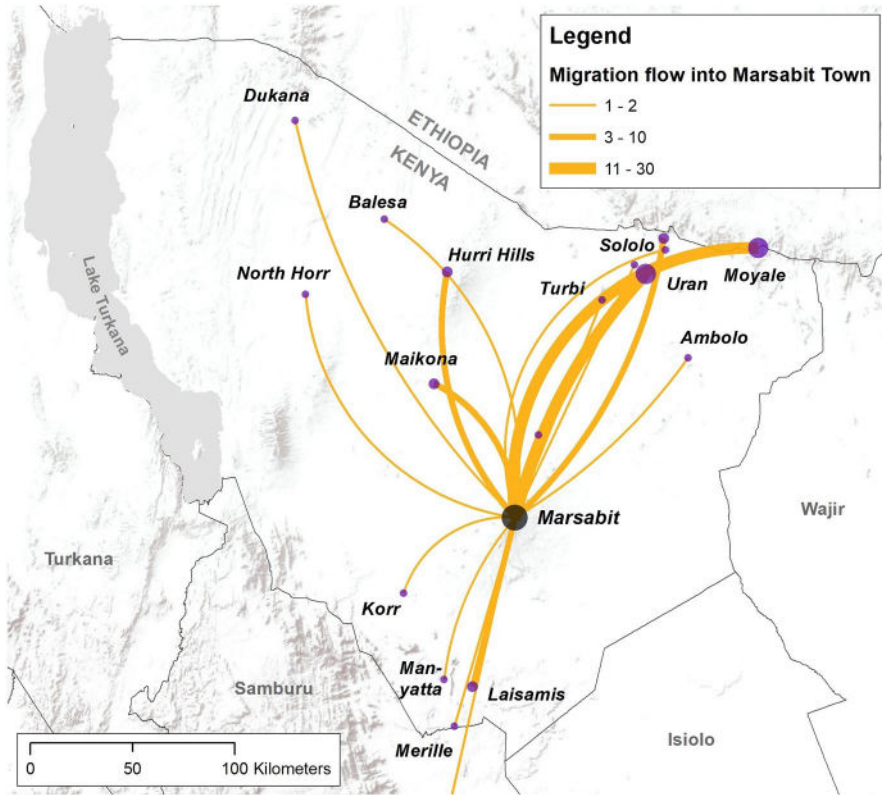 Legend
Migration flow into Marsabit Town
1 - 2
3 - 10
11 - 30
Dukana
ETHIOPIA
KENYA
Balesa
Hurri Hills
Sololo
North Horr
Turbi
Uran
Moyale
Lake Turkana
Ambolo
Maikona
Marsabit
Wajir
Turkana
Korr
Man-
yatta
Samburu
Laisamis
Merille
Isiolo
0 50 100 Kilometers